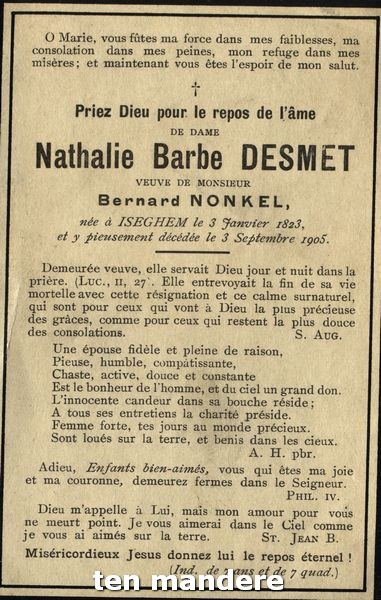 O Marie, vous fûtes ma force dans mes faiblesses, ma
consolation dans mes peines, mon refuge dans mes
misères; et maintenant vous êtes l'espoir de mon salut.
†
Priez Dieu pour le repos de l'âme
DE DAME
Nathalie Barbe DESMET
VEUVE DE MONSIEUR
Bernard NONKEL,
née à ISEGHEM le 3 Janvier 1823,
et y pieusement décédée le 3 Septembre 1905.
Demeurée veuve, elle servait Dieu jour et nuit dans la
prière. (LUC., II, 27). Elle entrevoyait la fin de sa vie
mortelle avec cette résignation et ce calme surnaturel,
qui sont pour ceux qui vont à Dieu la plus précieuse
des grâces, comme pour ceux qui restent la plus douce
des consolations. S. AUG.
Une épouse fidèle et pleine de raison,
Pieuse, humble, compatissante,
Chaste, active, douce et constante
Est le bonheur de l'homme, et du ciel un grand don.
L'innocente candeur dans sa bouche réside;
A tous ses entretiens la charité préside.
Femme forte, tes jours au monde précieux.
Sont loués sur la terre, et benis dans les cieux.
A. H. pbr.
Adieu, Enfants bien-aimés, vous qui êtes ma joie
et ma couronne, demeurez fermes dans le Seigneur.
PHIL. IV.
Dieu m'appelle à Lui, mais mon amour pour vous
ne meurt point. Je vous aimerai dans le Ciel comme
je vous ai aimés sur la terre. ST. JEAN B.
Miséricordieux Jesus donnez lui le repos éternel!
(Ind. de 7 ans et de 7 quad.)
ten mandere